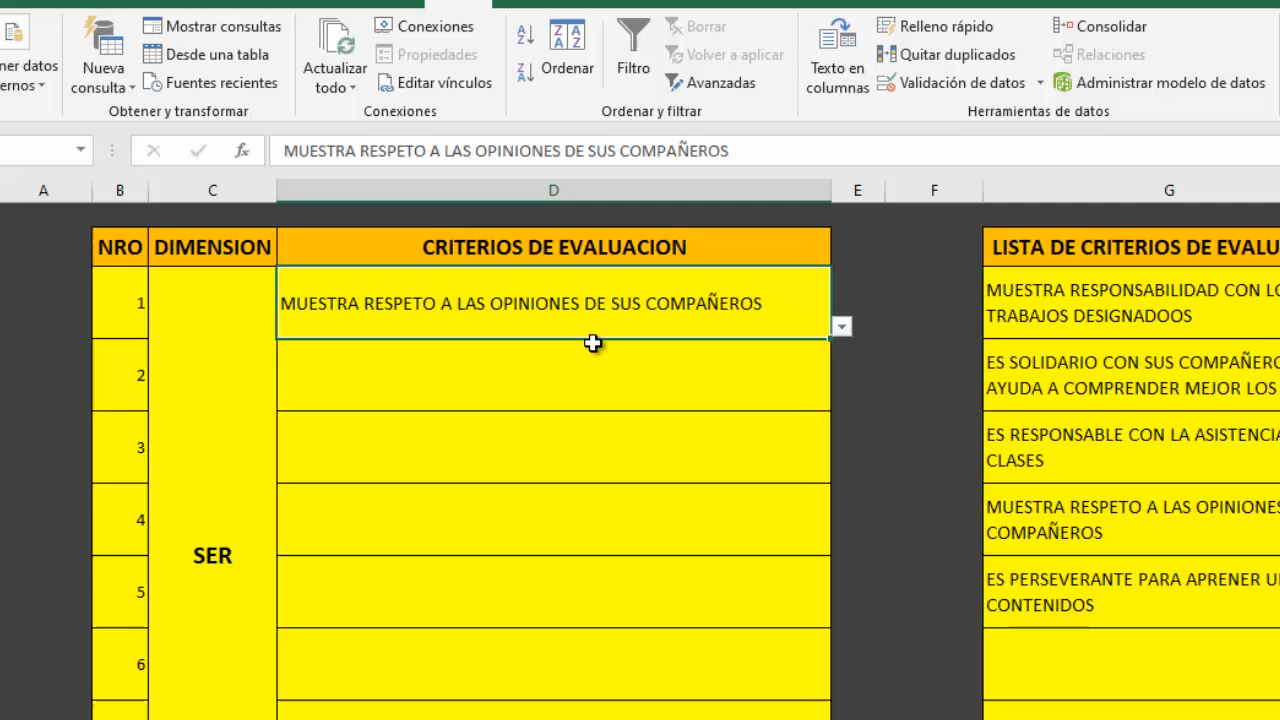 Mostrar consultas
Conexiones
Borrar
Relleno rápido
Consolidar
Desde una tabla
Propiedades
Volver a aplicar
Quitar duplicados
Relaciones
ner datos
ernos
Nueva
consulta
Fuentes recientes
Actualizar
todo
Editar vínculos
Ordenar
Filtro
Avanzadas
Texto en
columnas
Validación de datos
Administrar modelo de datos
Obtener y transformar
Conexiones
Ordenar y filtrar
Herramientas de datos
fx
MUESTRA RESPETO A LAS OPINIONES DE SUS COMPAÑEROS
A B C D E F G
NRO DIMENSION CRITERIOS DE EVALUACION
LISTA DE CRITERIOS DE EVALU
1
MUESTRA RESPETO A LAS OPINIONES DE SUS COMPAÑEROS
MUESTRA RESPONSABILIDAD CON LO
TRABAJOS DESIGNADOOS
2
ES SOLIDARIO CON SUS COMPAÑERO
AYUDA A COMPRENDER MEJOR LOS
3
ES RESPONSABLE CON LA ASISTENCIA
CLASES
4
MUESTRA RESPETO A LAS OPINIONES
COMPAÑEROS
SER
5
ES PERSEVERANTE PARA APRENER U
CONTENIDOS
6